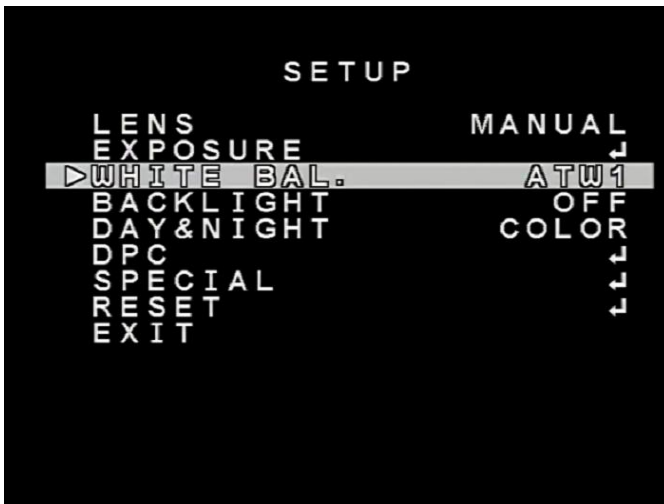 SETUP
LENS MANUAL
EXPOSURE ↲
▷WHITE BAL. ATW1
BACKLIGHT OFF
DAY&NIGHT COLOR
DPC ↲
SPECIAL ↲
RESET ↲
EXIT